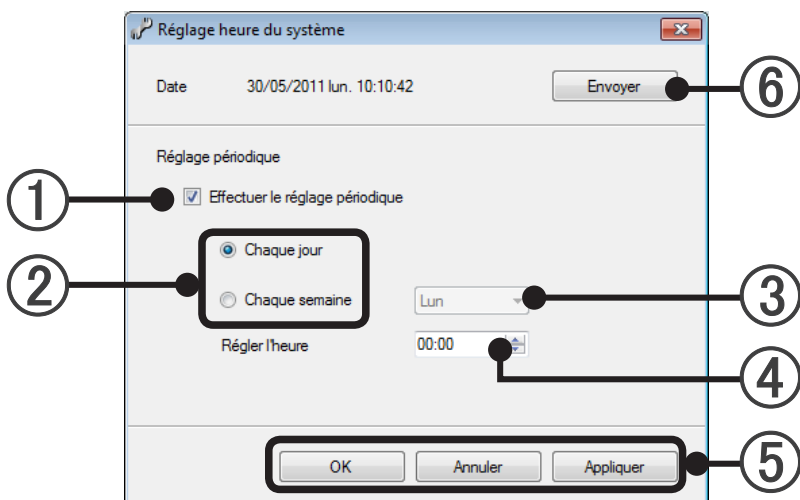 Réglage heure du système
Date 30/05/2011 lun. 10:10:42 Envoyer ⑥
Réglage périodique
① Effectuer le réglage périodique
② Chaque jour
Chaque semaine Lun ③
Régler l'heure 00:00 ④
OK Annuler Appliquer ⑤